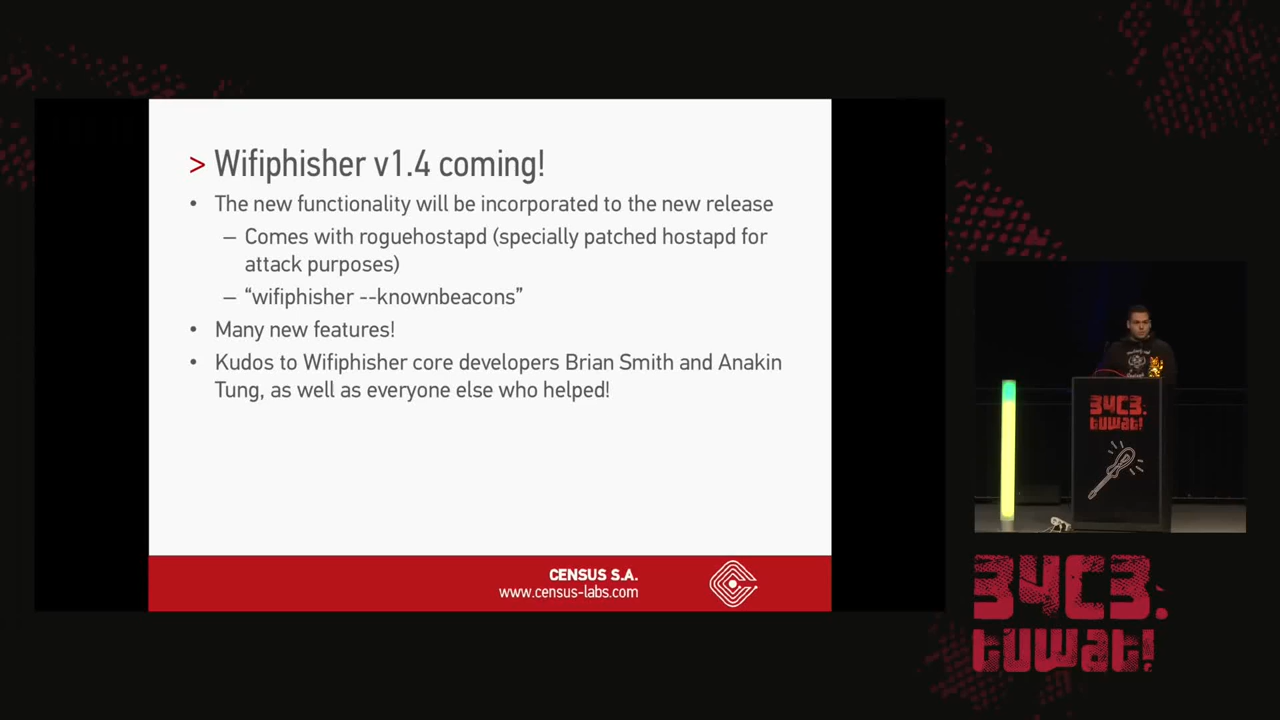 > Wifiphisher v1.4 coming!
• The new functionality will be incorporated to the new release
– Comes with roguehostapd (specially patched hostapd for
attack purposes)
– “wifiphisher --knownbeacons”
• Many new features!
• Kudos to Wifiphisher core developers Brian Smith and Anakin
Tung, as well as everyone else who helped!
CENSUS S.A.
www.census-labs.com
34C3.
tuwat!
34C3.
tuwat!